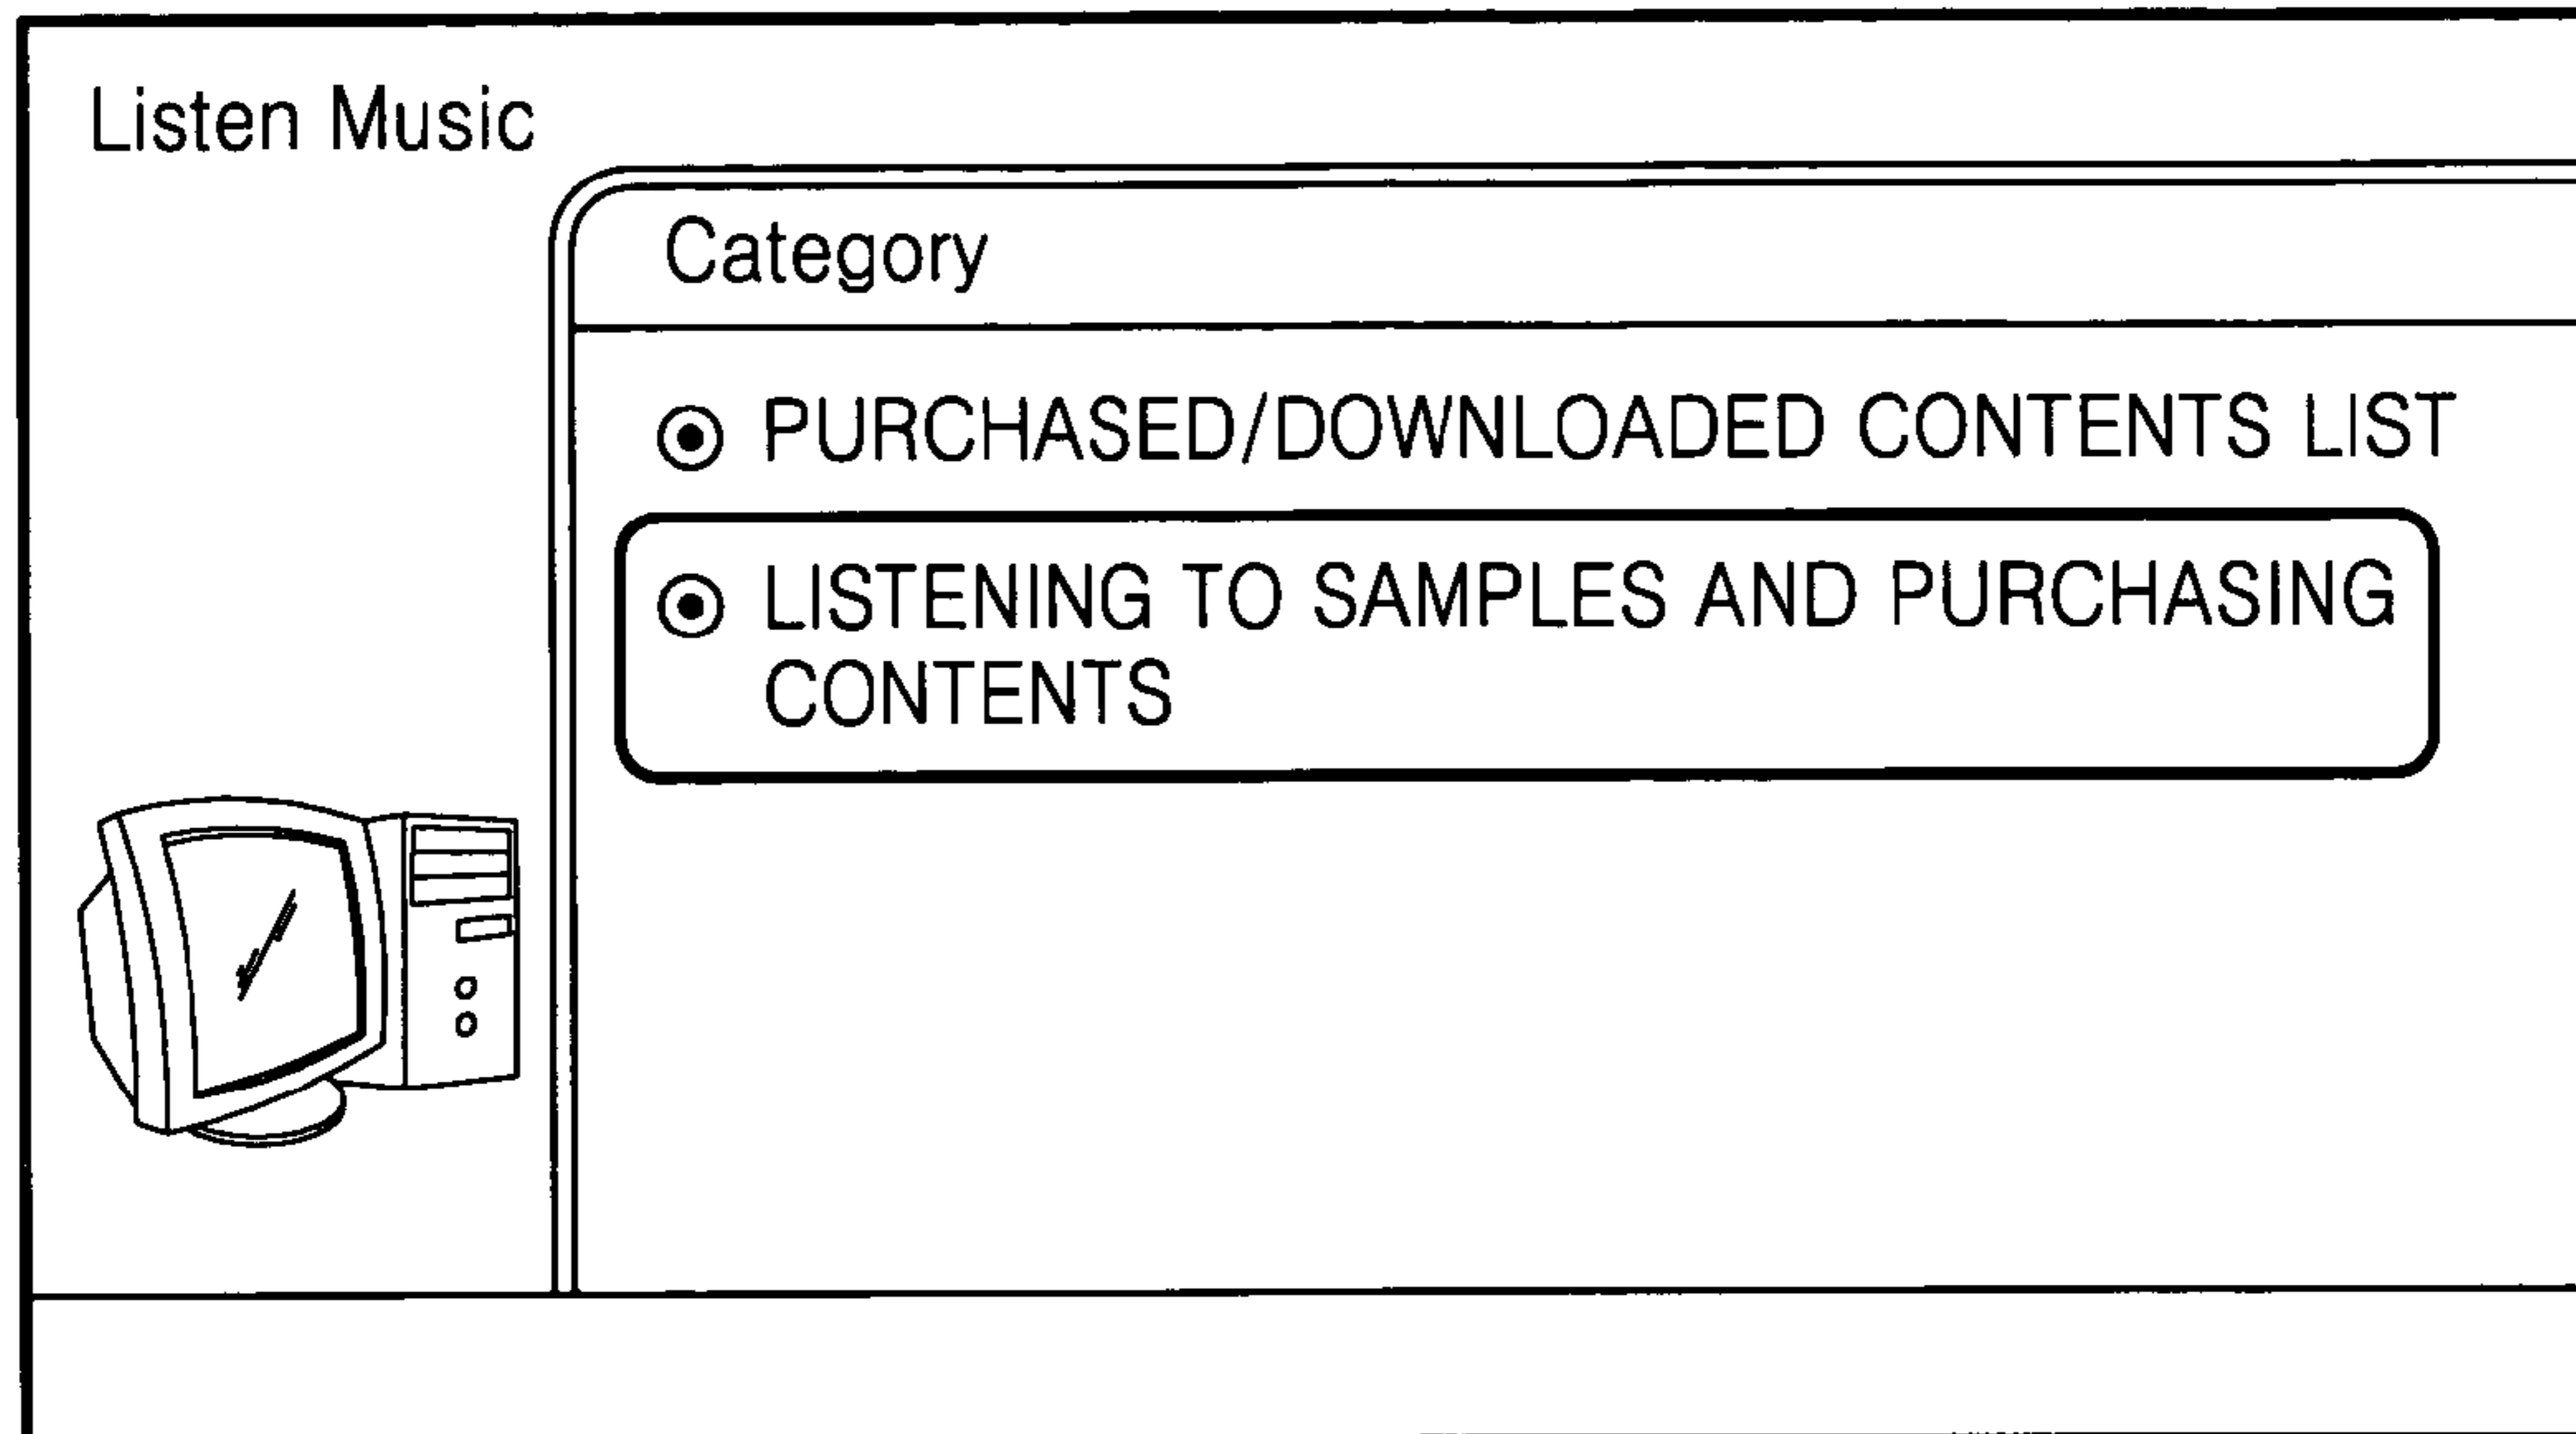 Listen Music
Category
PURCHASED/DOWNLOADED CONTENTS LIST
LISTENING TO SAMPLES AND PURCHASING
CONTENTS